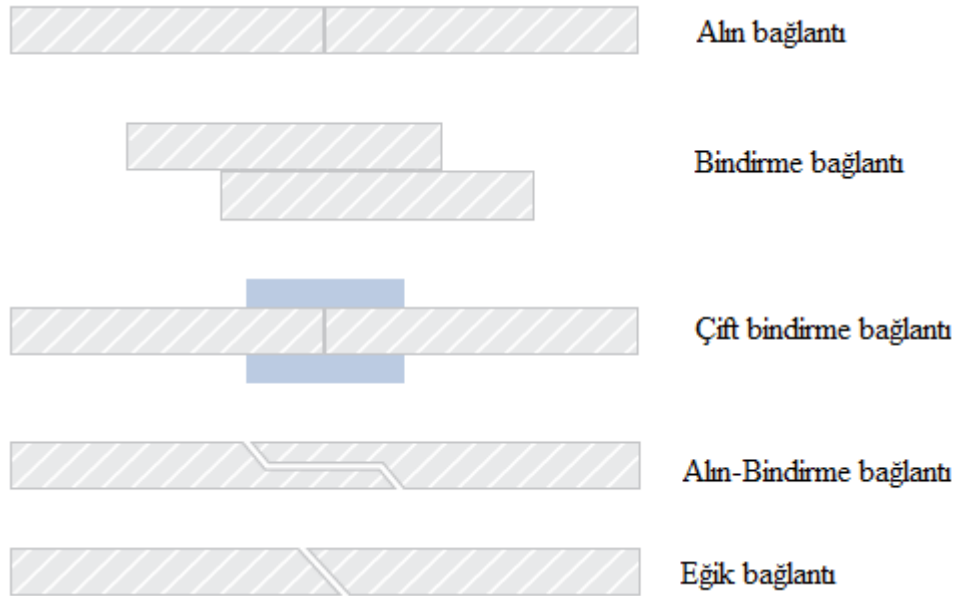 Alın bağlantı
Bindirme bağlantı
Çift bindirme bağlantı
Alın-Bindirme bağlantı
Eğik bağlantı